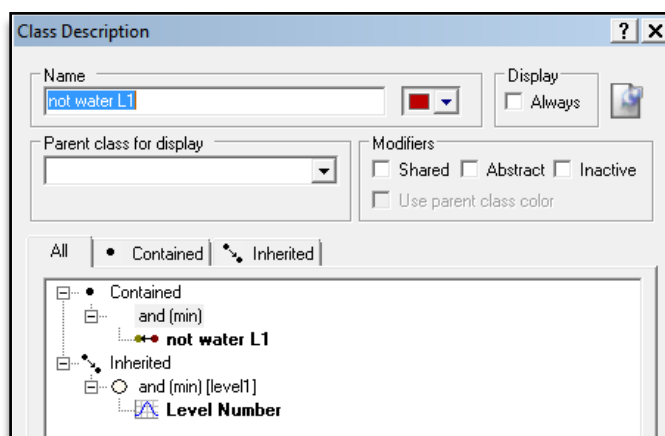 Class Description ? X
Name
not water L1
Display
Always
Parent class for display
Modifiers
Shared Abstract Inactive
Use parent class color
All Contained Inherited
Contained
and (min)
not water L1
Inherited
and (min) [level1]
Level Number